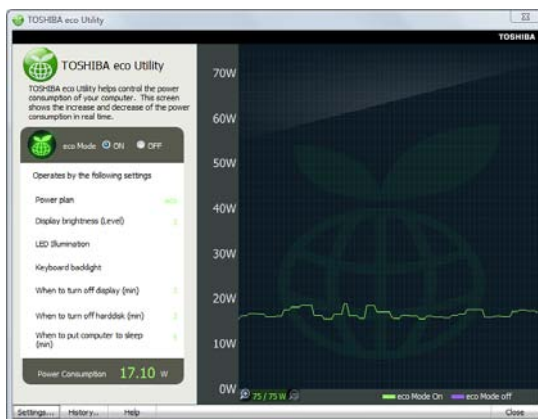 TOSHIBA eco Utility
TOSHIBA
TOSHIBA eco Utility
TOSHIBA eco Utility helps control the power
consumption of your computer. This screen
shows the increase and decrease of the power
consumption in real time.
eco Mode ON OFF
Operates by the following settings
Power plan
Display brightness (Level)
LED Illumination
Keyboard backlight
When to turn off display (min)
When to turn off harddisk (min)
When to put computer to sleep
(min)
Power Consumption 17.10 W
70W
60W
50W
40W
30W
20W
10W
0W
75 / 75 W
eco Mode On eco Mode off
Settings... History... Help Close